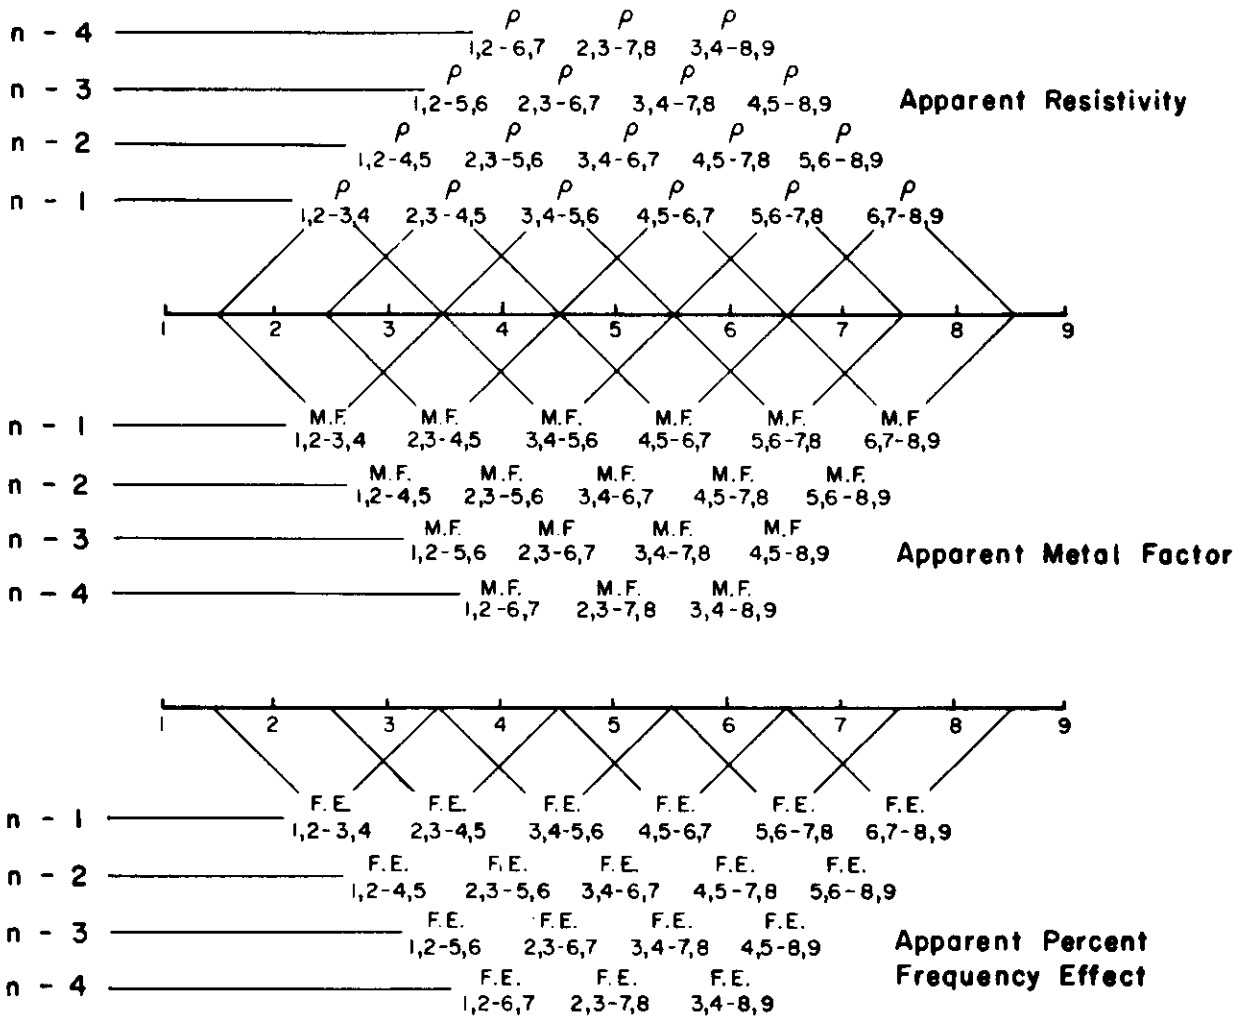 n - 4 ρ ρ ρ
1,2-6,7 2,3-7,8 3,4-8,9
n - 3 ρ ρ ρ ρ
1,2-5,6 2,3-6,7 3,4-7,8 4,5-8,9
Apparent Resistivity
n - 2 ρ ρ ρ ρ ρ
1,2-4,5 2,3-5,6 3,4-6,7 4,5-7,8 5,6-8,9
n - 1 ρ ρ ρ ρ ρ ρ
1,2-3,4 2,3-4,5 3,4-5,6 4,5-6,7 5,6-7,8 6,7-8,9
1 2 3 4 5 6 7 8 9
n - 1 M.F. M.F. M.F. M.F. M.F. M.F
1,2-3,4 2,3-4,5 3,4-5,6 4,5-6,7 5,6-7,8 6,7-8,9
n - 2 M.F. M.F. M.F. M.F. M.F.
1,2-4,5 2,3-5,6 3,4-6,7 4,5-7,8 5,6-8,9
n - 3 M.F. M.F M.F. M.F
1,2-5,6 2,3-6,7 3,4-7,8 4,5-8,9
Apparent Metal Factor
n - 4 M.F. M.F. M.F.
1,2-6,7 2,3-7,8 3,4-8,9
1 2 3 4 5 6 7 8 9
n - 1 F.E. F.E. F.E. F.E. F.E. F.E.
1,2-3,4 2,3-4,5 3,4-5,6 4,5-6,7 5,6-7,8 6,7-8,9
n - 2 F.E. F.E. F.E. F.E. F.E.
1,2-4,5 2,3-5,6 3,4-6,7 4,5-7,8 5,6-8,9
n - 3 F.E. F.E. F.E. F.E.
1,2-5,6 2,3-6,7 3,4-7,8 4,5-8,9
Apparent Percent
Frequency Effect
n - 4 F.E. F.E. F.E.
1,2-6,7 2,3-7,8 3,4-8,9